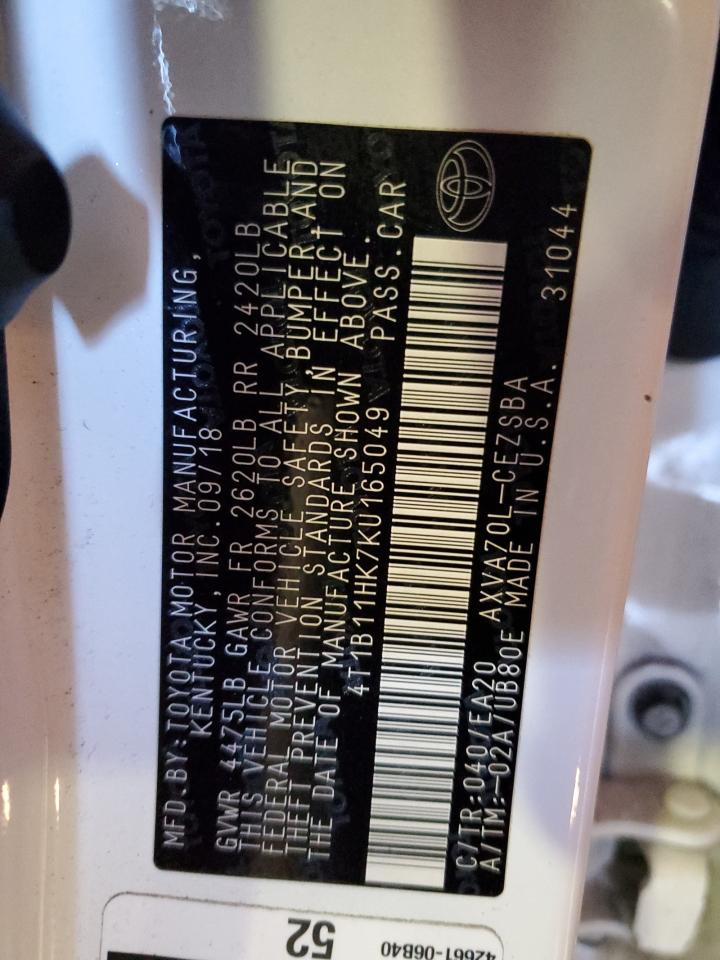 MFD.BY:TOYOTA MOTOR MANUFACTURING,
KENTUCKY, INC.09/18
GVWR 4475LB GAWR FR 2620LB RR 2420LB
THIS VEHICLE CONFORMS TO ALL APPLICABLE
FEDERAL MOTOR VEHICLE SAFETY, BUMPER, AND
THEFT PREVENTION STANDARDS IN EFFECT ON
THE DATE OF MANUFACTURE SHOWN ABOVE.
4T1B11HK7KU165049 PASS.CAR
C/TR:040/EA20 AXVA70L-CEZSBA
A/TM:-02A/UB80E MADE IN U.S.A. 31044
52
42661-06B40